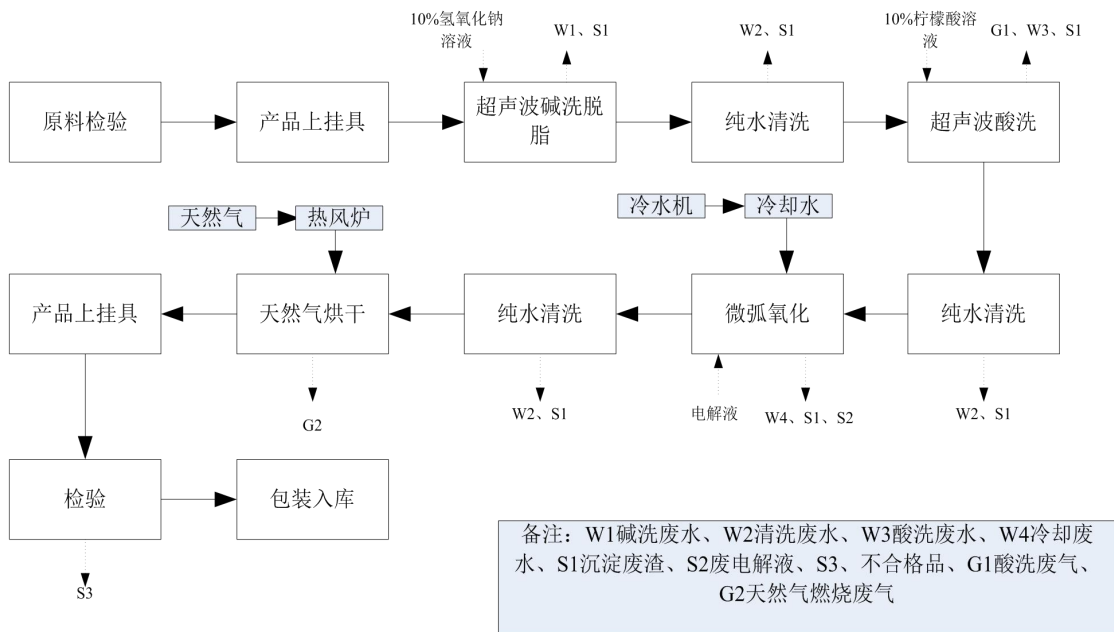 10%氢氧化钠
溶液
W1、S1
W2、S1
10%柠檬酸溶
液
G1、W3、S1
原料检验
产品上挂具
超声波碱洗脱
脂
纯水清洗
超声波酸洗
天然气
热风炉
冷水机
冷却水
产品上挂具
天然气烘干
纯水清洗
微弧氧化
纯水清洗
G2
W2、S1
电解液
W4、S1、S2
W2、S1
检验
包装入库
S3
备注：W1碱洗废水、W2清洗废水、W3酸洗废水、W4冷却废
水、S1沉淀废渣、S2废电解液、S3、不合格品、G1酸洗废气、
G2天然气燃烧废气